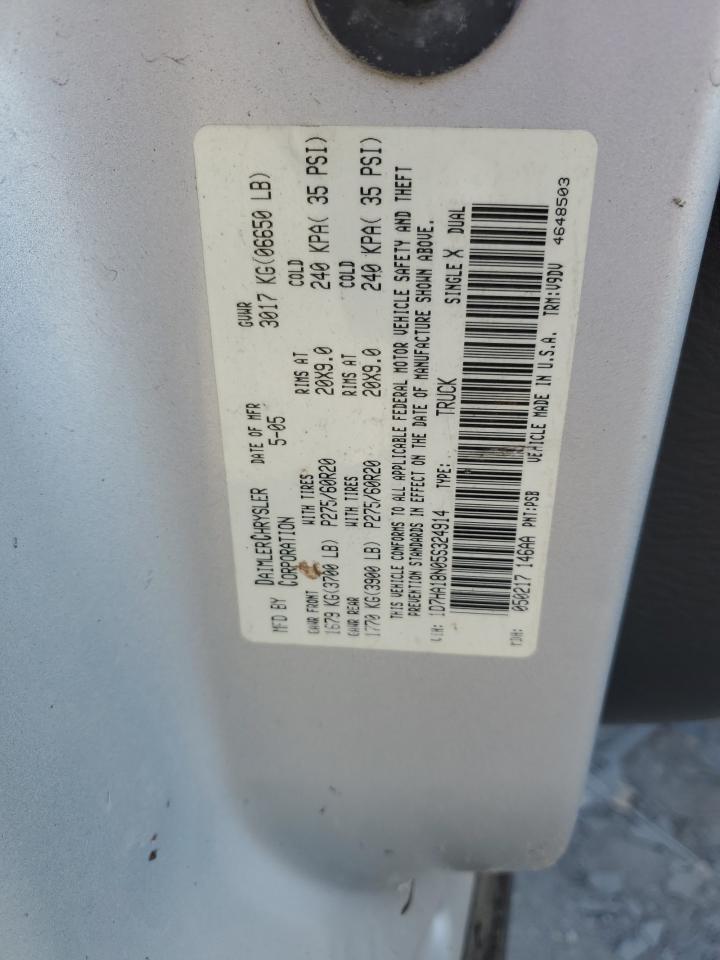 MFD BY DAIMLERCHRYSLER CORPORATION DATE OF MFR 5-05 GVWR 3017 KG(06650 LB)
GAWR FRONT WITH TIRES RIMS AT COLD
1679 KG(3700 LB) P275/60R20 20X9.0 240 KPA( 35 PSI)
GAWR REAR WITH TIRES RIMS AT COLD
1770 KG(3900 LB) P275/60R20 20X9.0 240 KPA( 35 PSI)
THIS VEHICLE CONFORMS TO ALL APPLICABLE FEDERAL MOTOR VEHICLE SAFETY AND THEFT
PREVENTION STANDARDS IN EFFECT ON THE DATE OF MANUFACTURE SHOWN ABOVE.
VIN: 1D7HA18N05S324914 TYPE: TRUCK SINGLE X DUAL
MDH: 050217 146AA PNT:PSB VEHICLE MADE IN U.S.A. TRM:V9DV 4648503